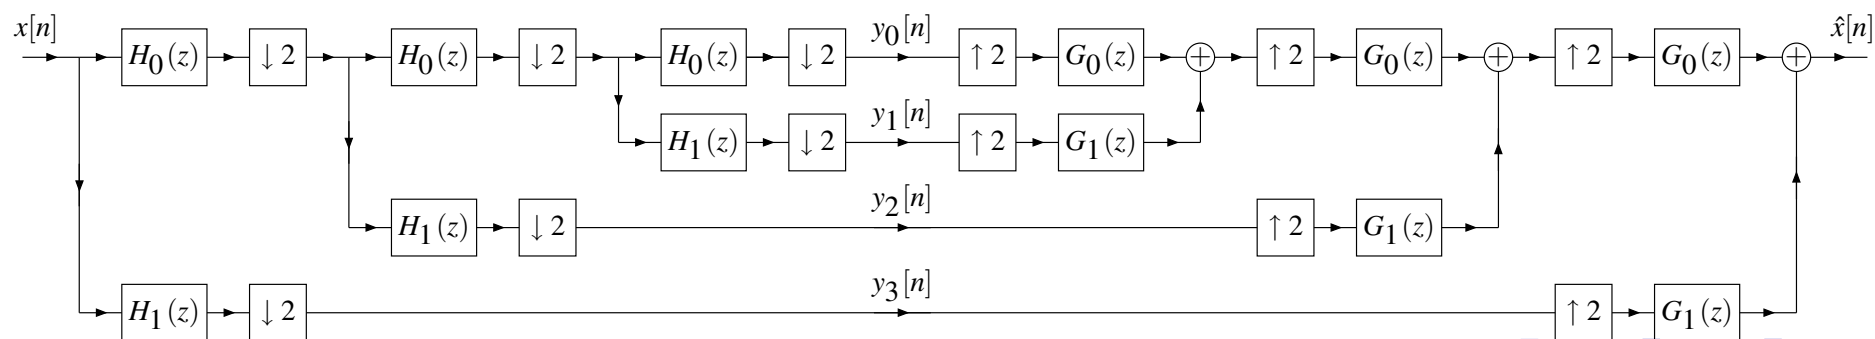 x[n] H₀(z) ↓ 2 H₀(z) ↓ 2 H₀(z) ↓ 2 y₀[n] ↑ 2 G₀(z) + ↑ 2 G₀(z) + ↑ 2 G₀(z) + x̂[n]
H₁(z) ↓ 2 y₁[n] ↑ 2 G₁(z)
H₁(z) ↓ 2 y₂[n] ↑ 2 G₁(z)
H₁(z) ↓ 2 y₃[n] ↑ 2 G₁(z)